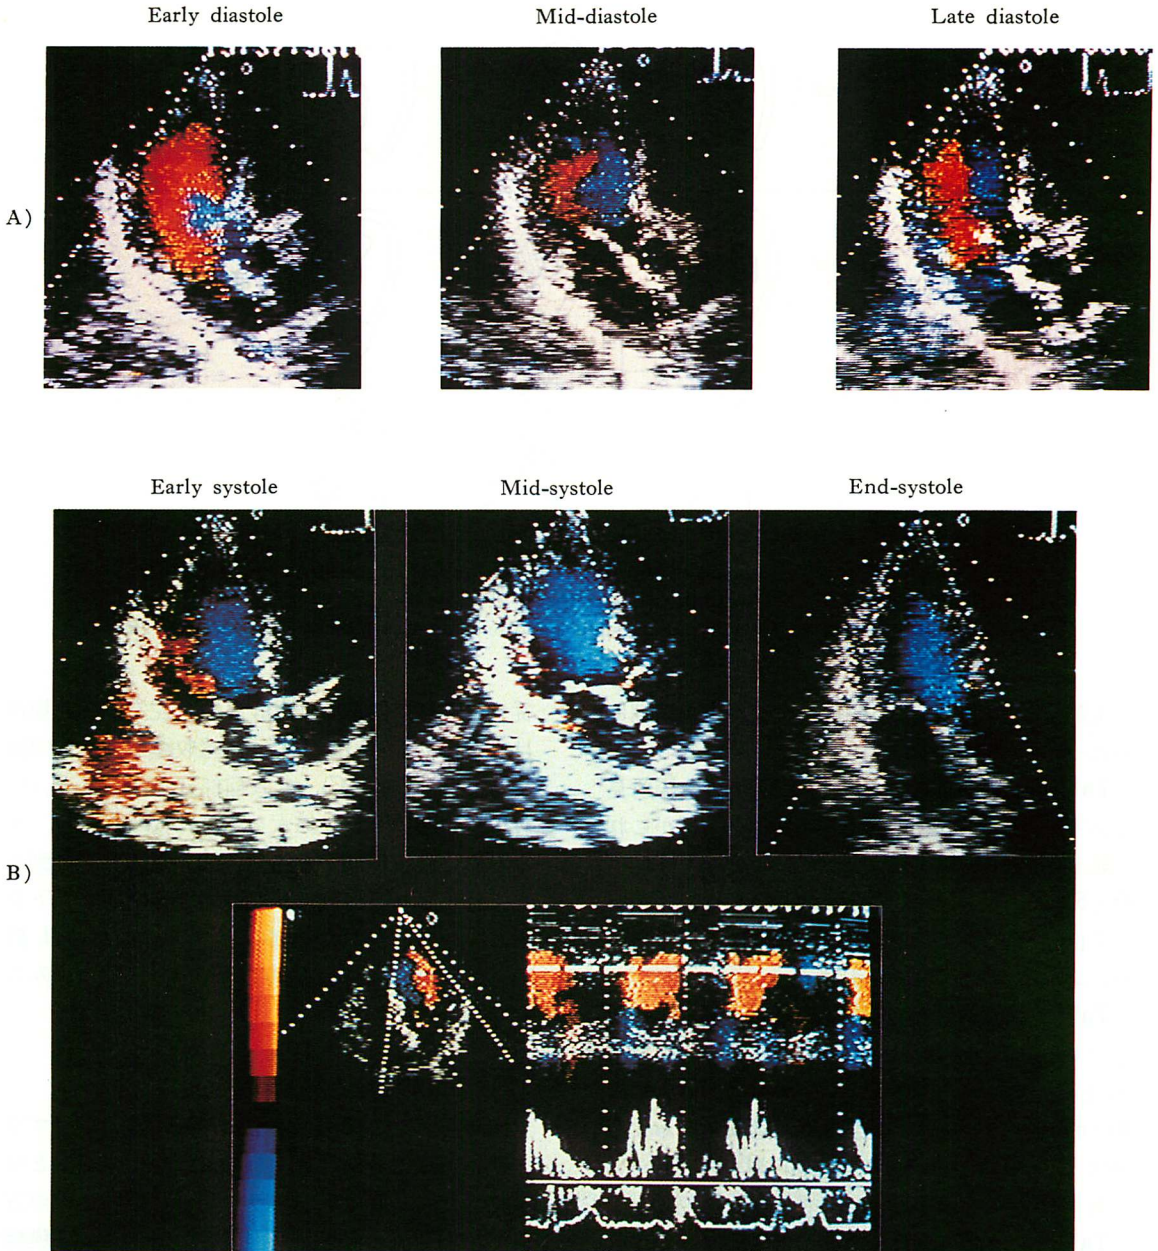 Early diastole
Mid-diastole
Late diastole
A)
Early systole
Mid-systole
End-systole
B)